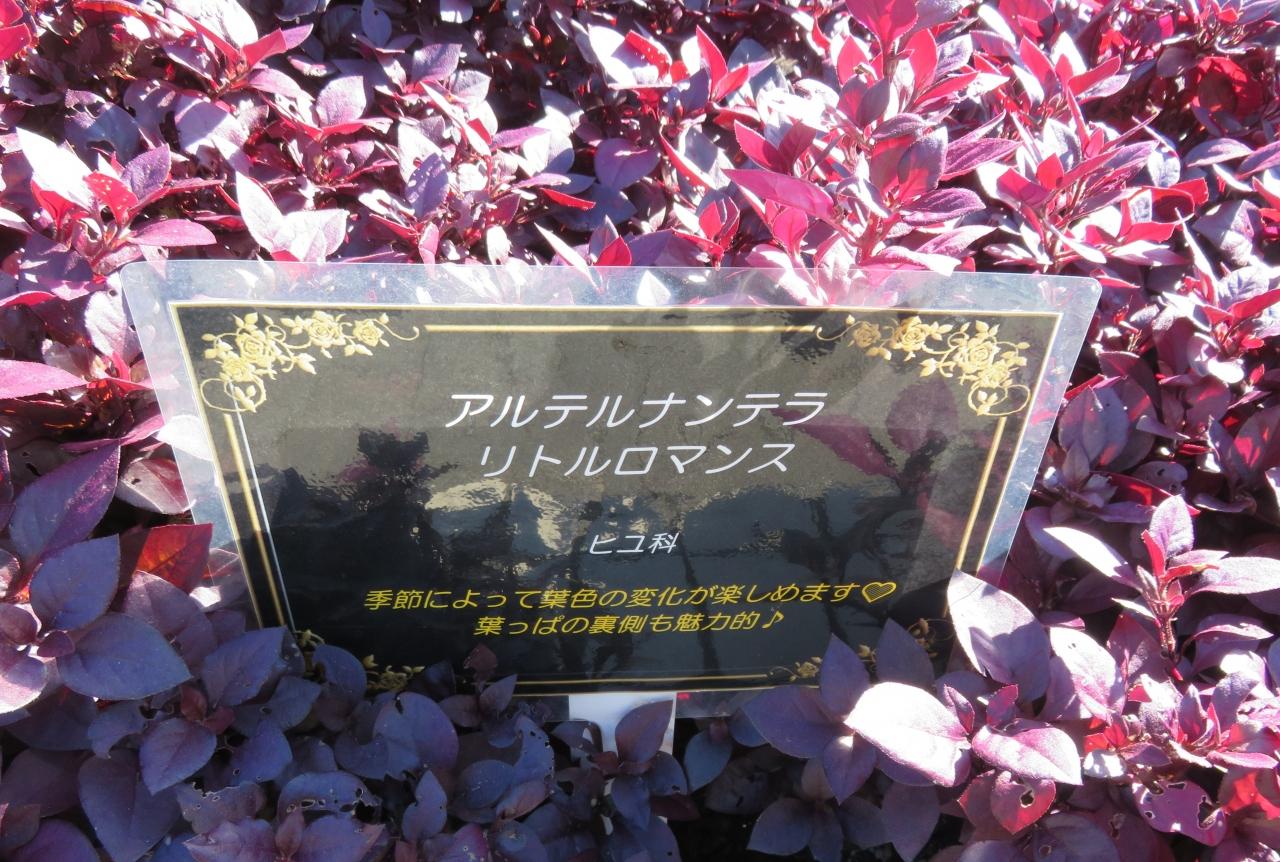 アルテルナンテラ
リトルロマンス
ヒユ科
季節によって葉色の変化が楽しめます♡
葉っぱの裏側も魅力的♪